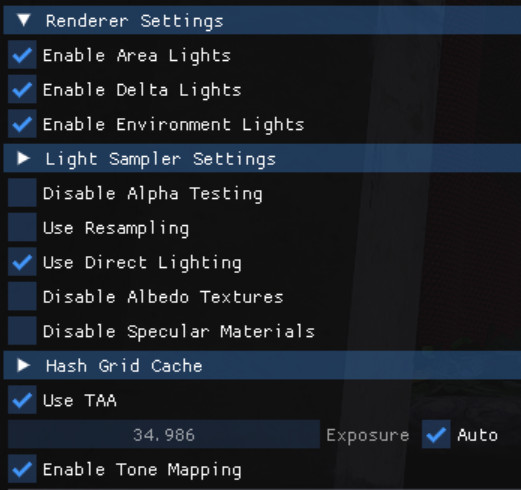 Renderer Settings
Enable Area Lights
Enable Delta Lights
Enable Environment Lights
Light Sampler Settings
Disable Alpha Testing
Use Resampling
Use Direct Lighting
Disable Albedo Textures
Disable Specular Materials
Hash Grid Cache
Use TAA
34.986 Exposure Auto
Enable Tone Mapping